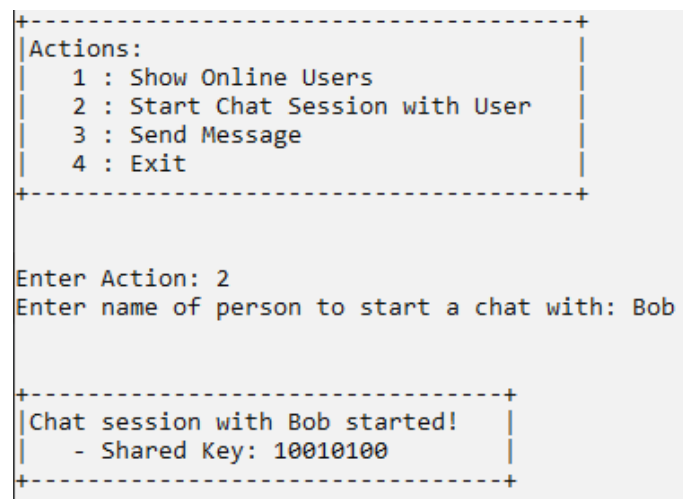 +--------------------------------------+
|Actions:                              |
|   1 : Show Online Users              |
|   2 : Start Chat Session with User   |
|   3 : Send Message                   |
|   4 : Exit                           |
+--------------------------------------+
Enter Action: 2
Enter name of person to start a chat with: Bob
+---------------------------------+
|Chat session with Bob started!   |
|   - Shared Key: 10010100        |
+---------------------------------+